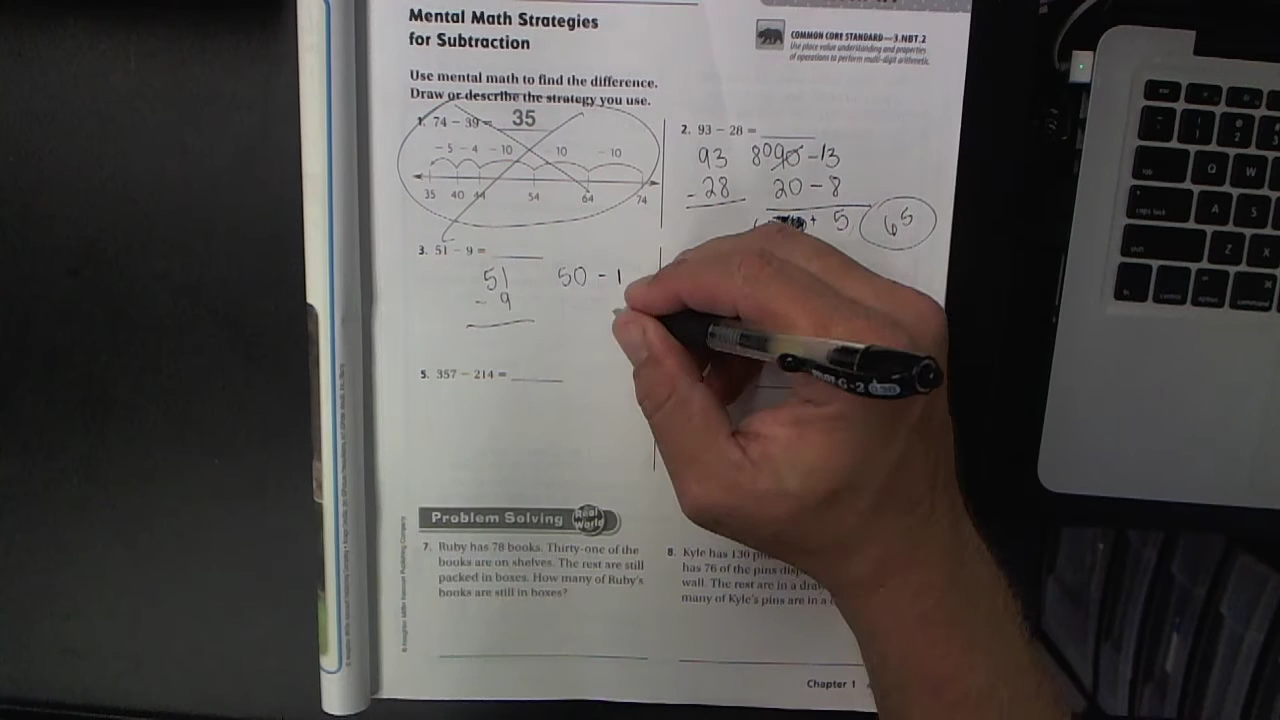 Mental Math Strategies
for Subtraction
COMMON CORE STANDARD—3.NBT.2
Use place value understanding and properties
of operations to perform multi-digit arithmetic.
Use mental math to find the difference.
Draw or describe the strategy you use.
1. 74 – 39 = 35
- 5 - 4 - 10 10 - 10
35 40 44 54 64 74
2. 93 – 28 =
93 80 90 - 13
- 28 20 - 8
+ 5 65
3. 51 – 9 =
51 50 - 1
- 9
5. 357 – 214 =
Problem Solving Real World
7. Ruby has 78 books. Thirty-one of the
books are on shelves. The rest are still
packed in boxes. How many of Ruby's
books are still in boxes?
8. Kyle has 130
has 76 of the pins
wall. The rest are in a
many of Kyle's pins are in a
Chapter 1